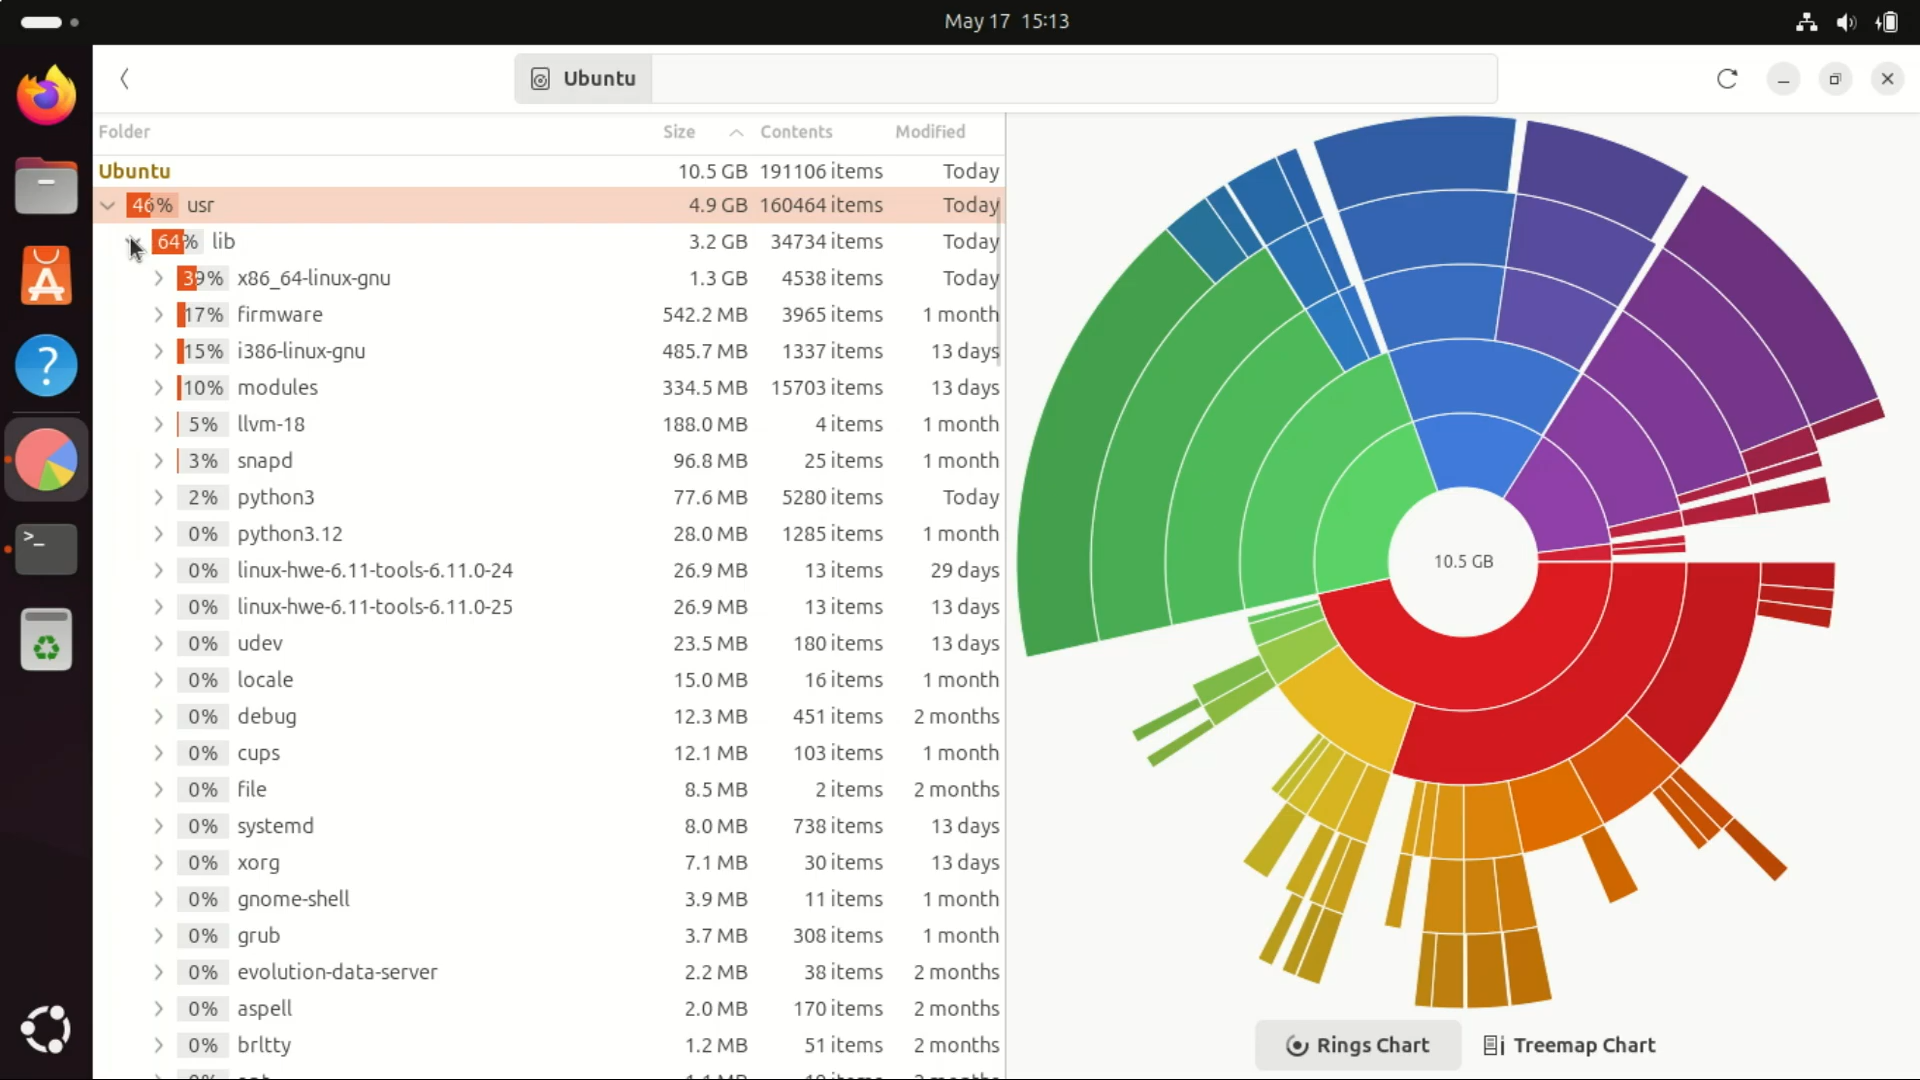 May 17 15:13
Ubuntu
Folder Size Contents Modified
Ubuntu 10.5 GB 191106 items Today
46% usr 4.9 GB 160464 items Today
64% lib 3.2 GB 34734 items Today
39% x86_64-linux-gnu 1.3 GB 4538 items Today
17% firmware 542.2 MB 3965 items 1 month
15% i386-linux-gnu 485.7 MB 1337 items 13 days
10% modules 334.5 MB 15703 items 13 days
5% llvm-18 188.0 MB 4 items 1 month
3% snapd 96.8 MB 25 items 1 month
2% python3 77.6 MB 5280 items Today
0% python3.12 28.0 MB 1285 items 1 month
0% linux-hwe-6.11-tools-6.11.0-24 26.9 MB 13 items 29 days
0% linux-hwe-6.11-tools-6.11.0-25 26.9 MB 13 items 13 days
0% udev 23.5 MB 180 items 13 days
0% locale 15.0 MB 16 items 1 month
0% debug 12.3 MB 451 items 2 months
0% cups 12.1 MB 103 items 1 month
0% file 8.5 MB 2 items 2 months
0% systemd 8.0 MB 738 items 13 days
0% xorg 7.1 MB 30 items 13 days
0% gnome-shell 3.9 MB 11 items 1 month
0% grub 3.7 MB 308 items 1 month
0% evolution-data-server 2.2 MB 38 items 2 months
0% aspell 2.0 MB 170 items 2 months
0% brltty 1.2 MB 51 items 2 months
10.5 GB
Rings Chart
Treemap Chart